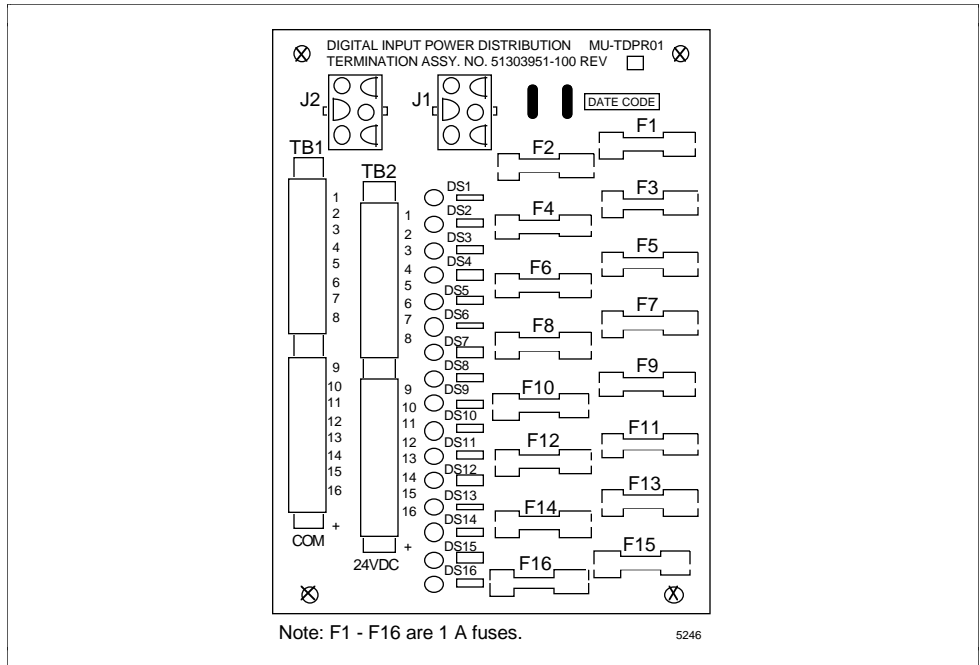 DIGITAL INPUT POWER DISTRIBUTION MU-TDPR01
TERMINATION ASSY. NO. 51303951-100 REV
J2
J1
DATE CODE
TB1
TB2
F1
F2
F3
F4
F5
F6
F7
F8
F9
F10
F11
F12
F13
F14
F15
F16
1
2
3
4
5
6
7
8
9
10
11
12
13
14
15
16
+
COM
1
2
3
4
5
6
7
8
9
10
11
12
13
14
15
16
+
24VDC
DS1
DS2
DS3
DS4
DS5
DS6
DS7
DS8
DS9
DS10
DS11
DS12
DS13
DS14
DS15
DS16
Note: F1 - F16 are 1 A fuses.
5246